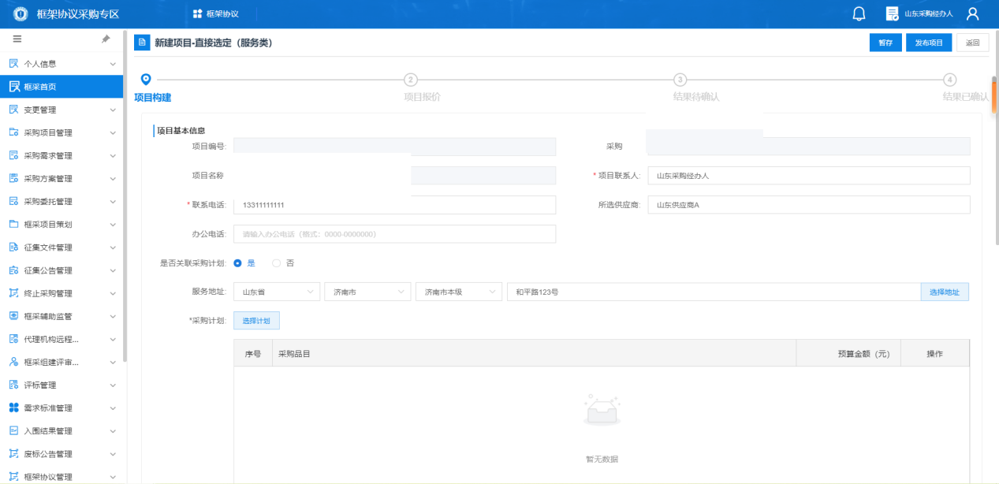 框架协议采购专区
框架协议
山东采购经办人
个人信息
框采首页
变更管理
采购项目管理
采购需求管理
采购方案管理
采购委托管理
框采项目策划
征集文件管理
征集公告管理
终止采购管理
框采辅助监管
代理机构远程...
框采组建评审...
评标管理
需求标准管理
入围结果管理
废标公告管理
框架协议管理
新建项目-直接选定（服务类）
暂存
发布项目
返回
项目构建
2
项目报价
3
结果待确认
4
结果已确认
项目基本信息
项目编号:
采购
项目名称
* 项目联系人: 山东采购经办人
* 联系电话: 13311111111
所选供应商: 山东供应商A
办公电话: 请输入办公电话（格式：0000-0000000）
是否关联采购计划: 是 否
服务地址: 山东省 济南市 济南市本级 和平路123号 选择地址
*采购计划: 选择计划
序号 采购品目 预算金额（元） 操作
暂无数据